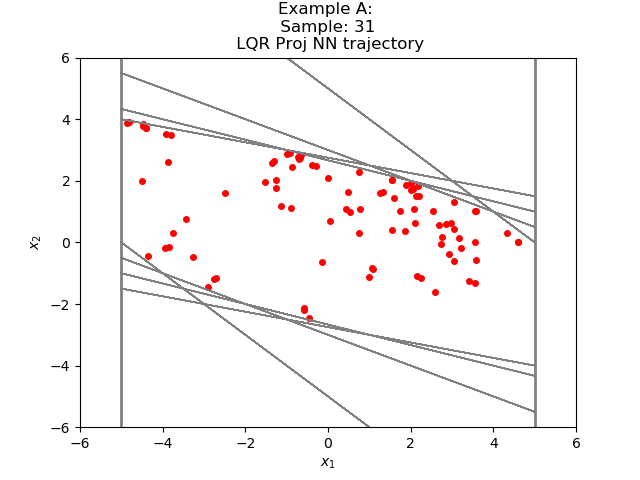 Example A:
Sample: 31
LQR Proj NN trajectory
6
4
2
0
−2
−4
−6
x₂
−6 −4 −2 0 2 4 6
x₁